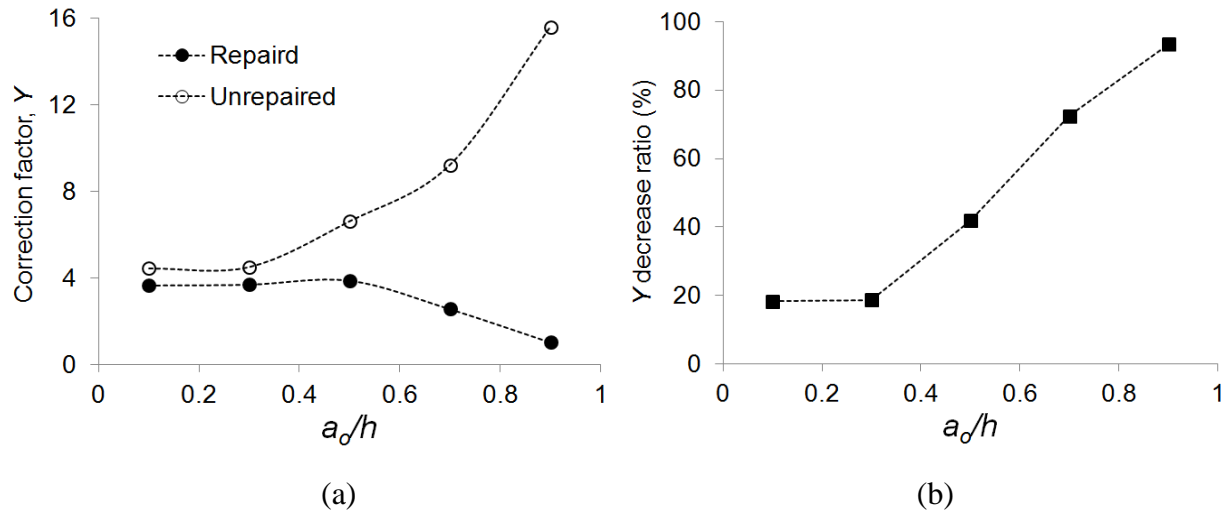 16
12
8
4
0
Correction factor, Y
Repaird
Unrepaired
0 0.2 0.4 0.6 0.8 1
aₒ/h
(a)
100
80
60
40
20
0
Y decrease ratio (%)
0 0.2 0.4 0.6 0.8 1
aₒ/h
(b)